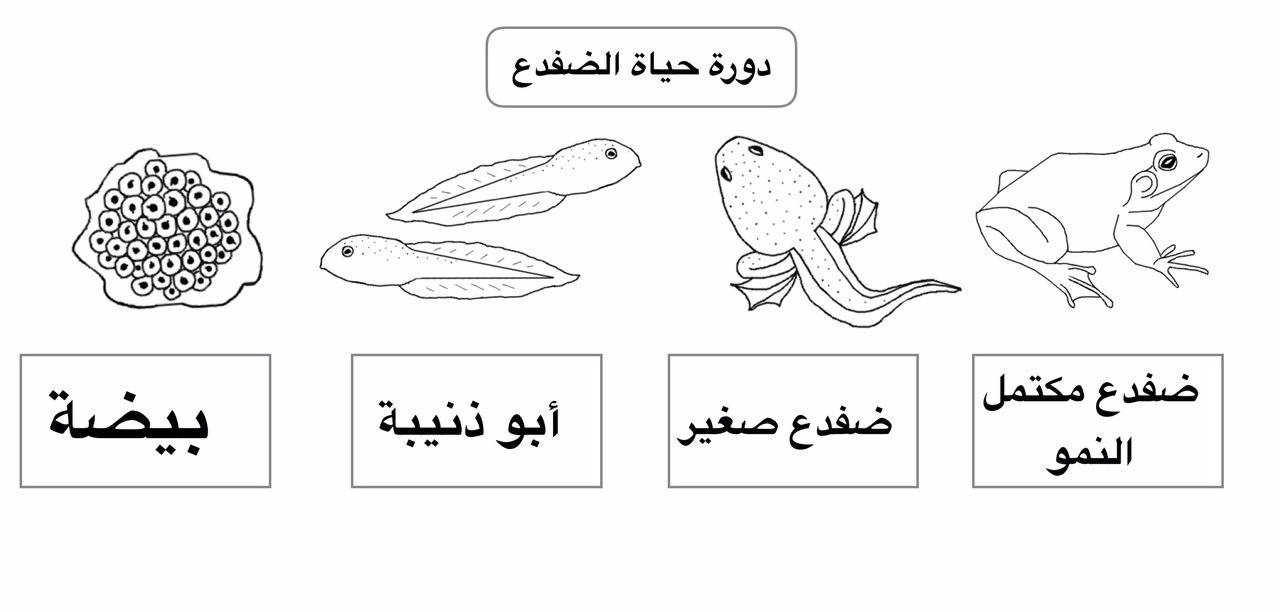 دورة حياة الضفدع
ضفدع مكتمل
النمو
ضفدع صغير
أبو ذنيبة
بيضة